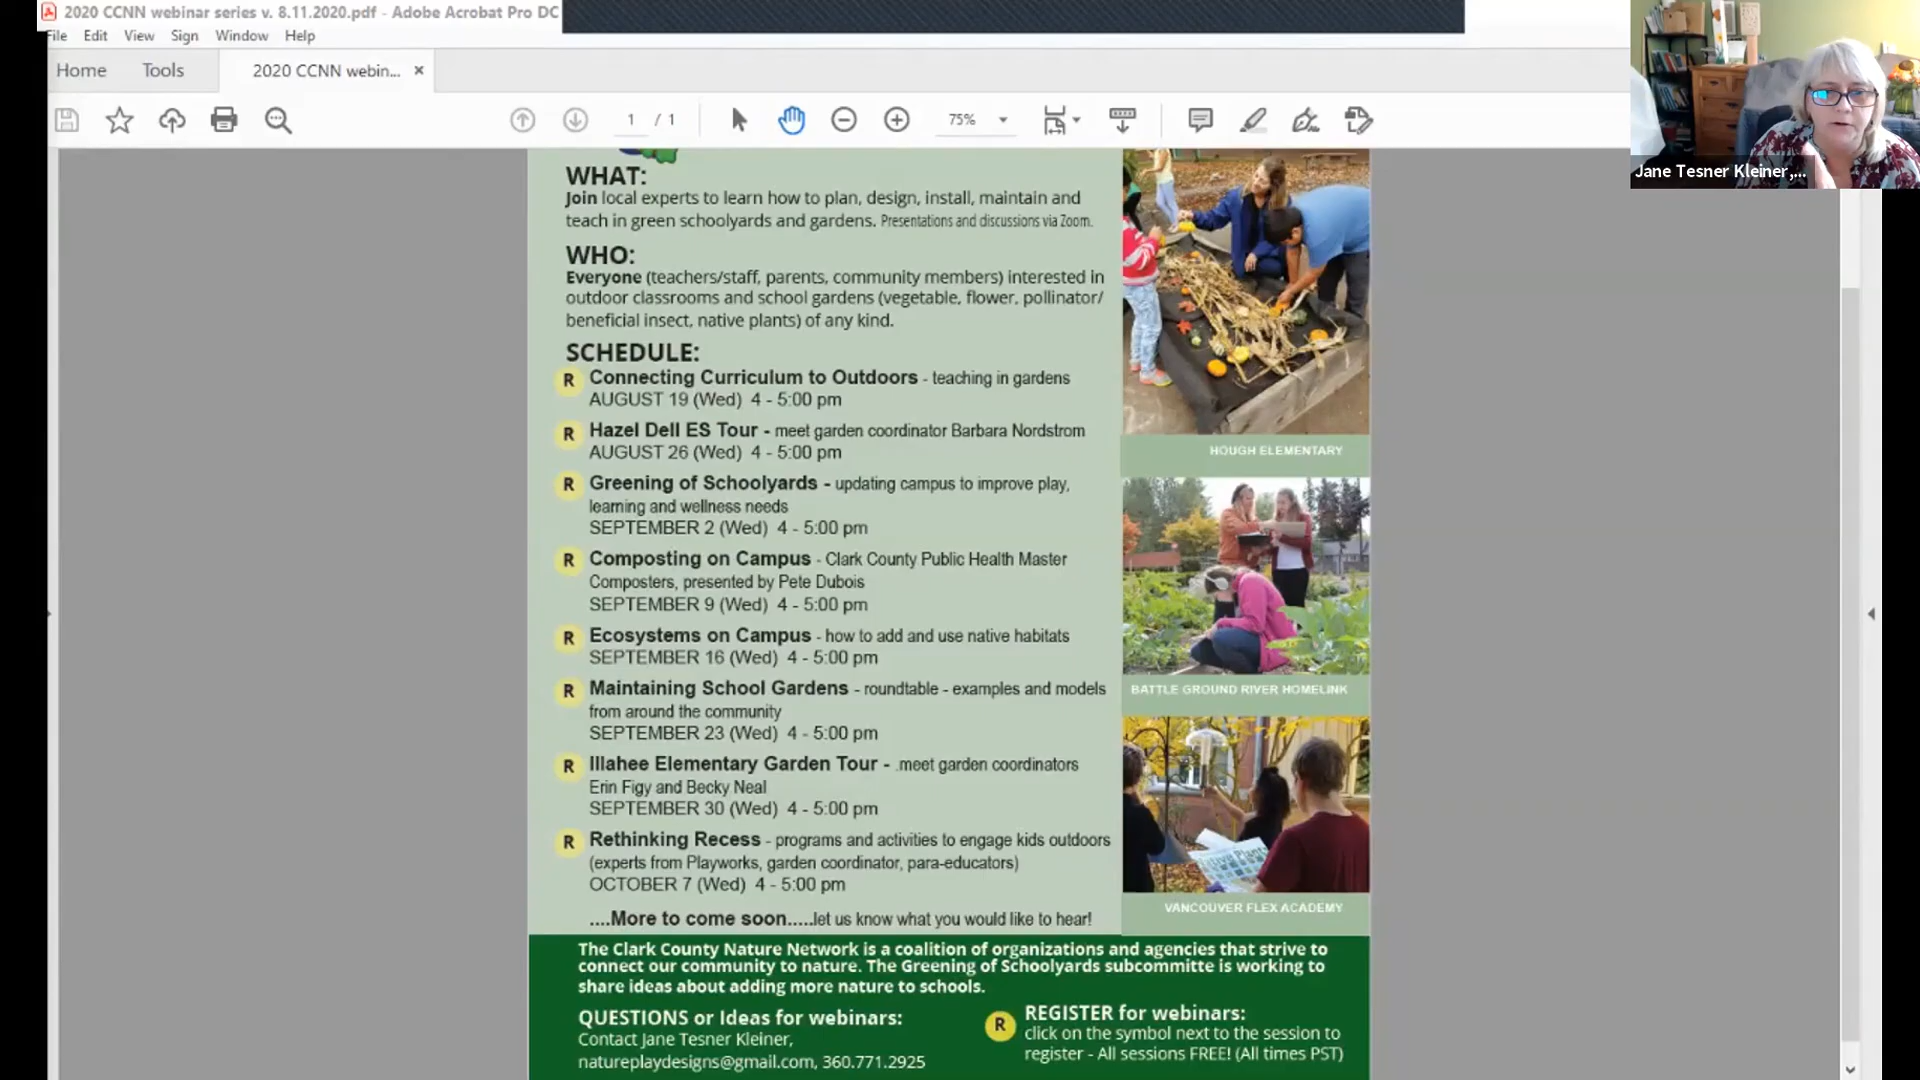 2020 CCNN webinar series v. 8.11.2020.pdf - Adobe Acrobat Pro DC
File Edit View Sign Window Help
Home Tools 2020 CCNN webin... ×
1 / 1 75%
Jane Tesner Kleiner,...
WHAT:
Join local experts to learn how to plan, design, install, maintain and
teach in green schoolyards and gardens. Presentations and discussions via Zoom.
WHO:
Everyone (teachers/staff, parents, community members) interested in
outdoor classrooms and school gardens (vegetable, flower, pollinator/
beneficial insect, native plants) of any kind.
SCHEDULE:
R Connecting Curriculum to Outdoors - teaching in gardens
AUGUST 19 (Wed) 4 - 5:00 pm
R Hazel Dell ES Tour - meet garden coordinator Barbara Nordstrom
AUGUST 26 (Wed) 4 - 5:00 pm
R Greening of Schoolyards - updating campus to improve play,
learning and wellness needs
SEPTEMBER 2 (Wed) 4 - 5:00 pm
R Composting on Campus - Clark County Public Health Master
Composters, presented by Pete Dubois
SEPTEMBER 9 (Wed) 4 - 5:00 pm
R Ecosystems on Campus - how to add and use native habitats
SEPTEMBER 16 (Wed) 4 - 5:00 pm
R Maintaining School Gardens - roundtable - examples and models
from around the community
SEPTEMBER 23 (Wed) 4 - 5:00 pm
R Illahee Elementary Garden Tour - .meet garden coordinators
Erin Figy and Becky Neal
SEPTEMBER 30 (Wed) 4 - 5:00 pm
R Rethinking Recess - programs and activities to engage kids outdoors
(experts from Playworks, garden coordinator, para-educators)
OCTOBER 7 (Wed) 4 - 5:00 pm
....More to come soon.....let us know what you would like to hear!
HOUGH ELEMENTARY
BATTLE GROUND RIVER HOMELINK
VANCOUVER FLEX ACADEMY
The Clark County Nature Network is a coalition of organizations and agencies that strive to
connect our community to nature. The Greening of Schoolyards subcommitte is working to
share ideas about adding more nature to schools.
QUESTIONS or Ideas for webinars:
Contact Jane Tesner Kleiner,
natureplaydesigns@gmail.com, 360.771.2925
R REGISTER for webinars:
click on the symbol next to the session to
register - All sessions FREE! (All times PST)